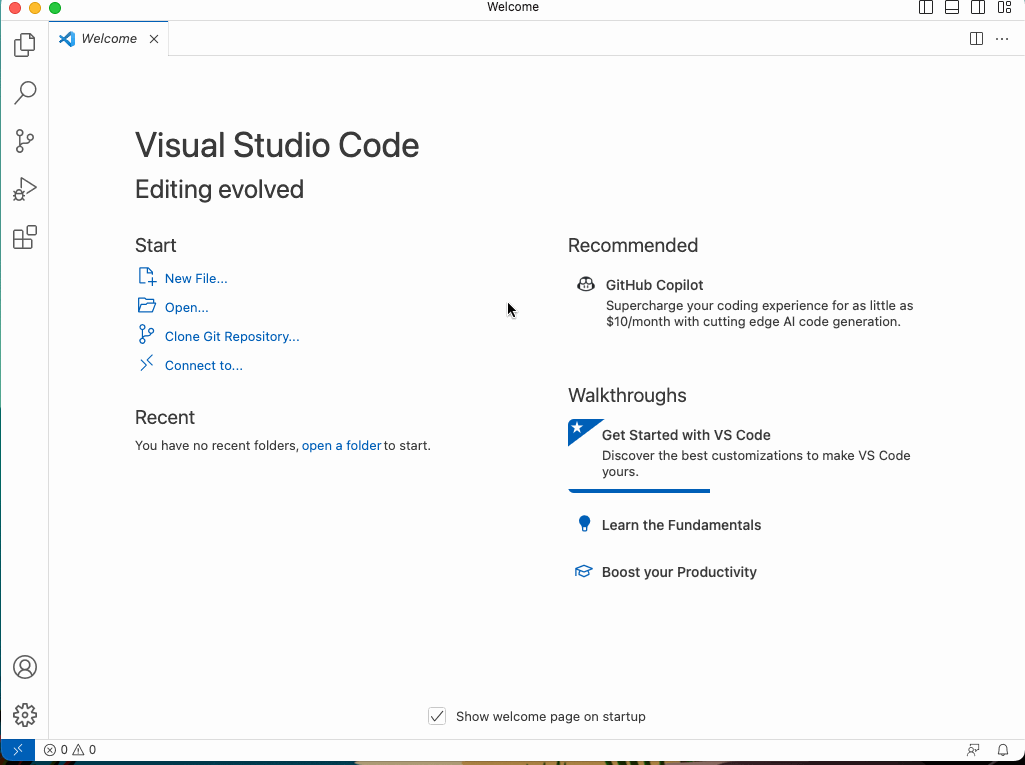 Welcome
Welcome
Visual Studio Code
Editing evolved
Start
New File...
Open...
Clone Git Repository...
Connect to...
Recent
You have no recent folders, open a folder to start.
Recommended
GitHub Copilot
Supercharge your coding experience for as little as
$10/month with cutting edge AI code generation.
Walkthroughs
Get Started with VS Code
Discover the best customizations to make VS Code
yours.
Learn the Fundamentals
Boost your Productivity
Show welcome page on startup
0 0